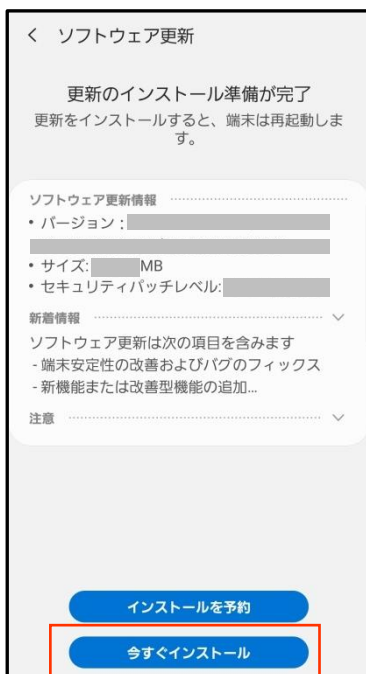 ソフトウェア更新
更新のインストール準備が完了
更新をインストールすると、端末は再起動しま
す。
ソフトウェア更新情報
• バージョン :
• サイズ: MB
• セキュリティパッチレベル:
新着情報
ソフトウェア更新は次の項目を含みます
- 端末安定性の改善およびバグのフィックス
- 新機能または改善型機能の追加...
注意
インストールを予約
今すぐインストール